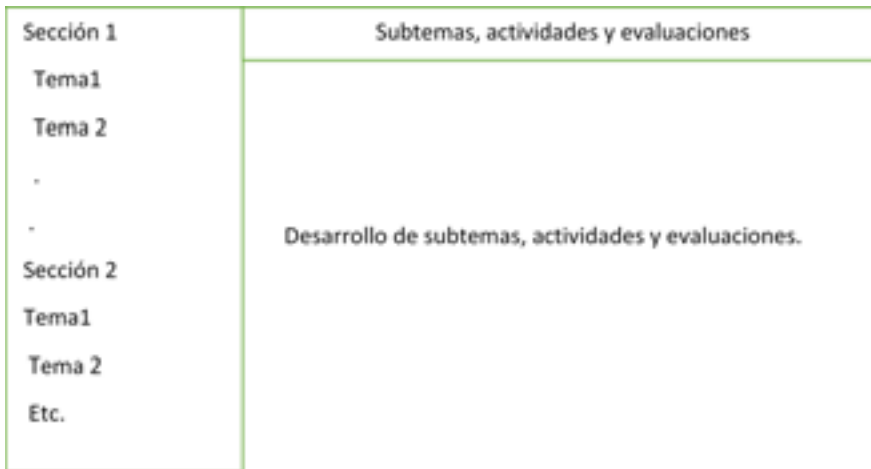 Sección 1
Tema1
Tema 2
.
.
Sección 2
Tema1
Tema 2
Etc.
Subtemas, actividades y evaluaciones
Desarrollo de subtemas, actividades y evaluaciones.